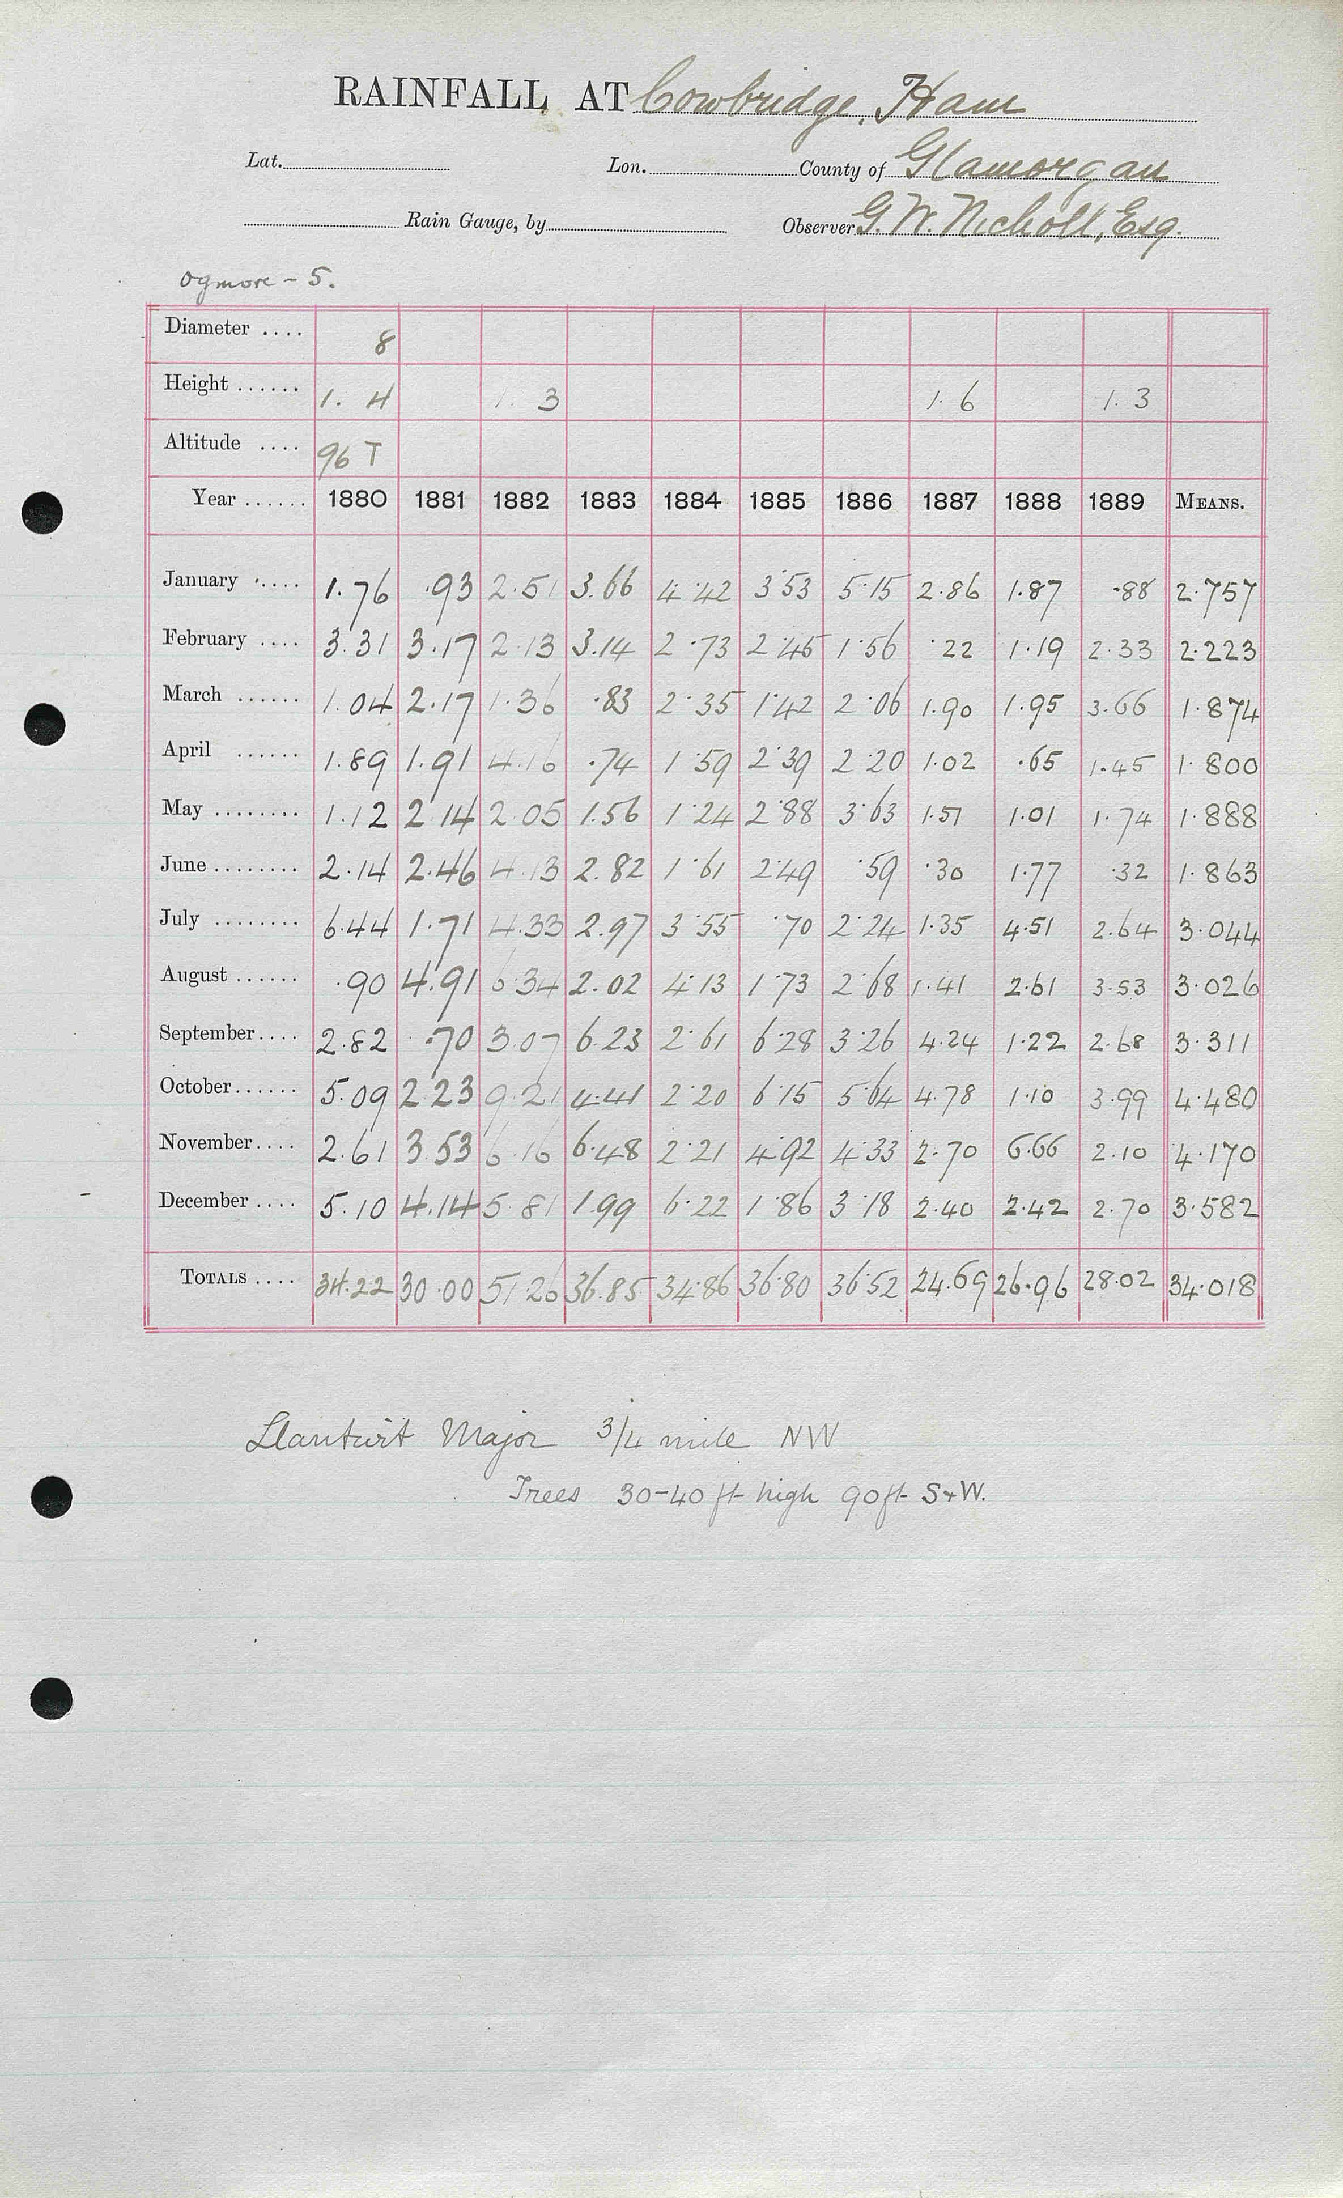 RAINFALL AT Cowbridge, Ham
Lat. Lon. County of Glamorgan
Rain Gauge, by Observer G. W. Nicholl, Esq.
Ogmore - 5.
Diameter .... 8
Height ...... 1. 4 1. 3 1. 6 1. 3
Altitude .... 96 T
Year ...... 1880 1881 1882 1883 1884 1885 1886 1887 1888 1889 MEANS.
January .... 1.76 .93 2.51 3.66 4.42 3.53 5.15 2.86 1.87 .88 2.757
February .... 3.31 3.17 2.13 3.14 2.73 2.45 1.56 .22 1.19 2.33 2.223
March ...... 1.04 2.17 1.36 .83 2.35 1.42 2.06 1.90 1.95 3.66 1.874
April ...... 1.89 1.91 4.16 .74 1.59 2.39 2.20 1.02 .65 1.45 1.800
May ........ 1.12 2.14 2.05 1.56 1.24 2.88 3.63 1.51 1.01 1.74 1.888
June ........ 2.14 2.46 4.13 2.82 1.61 2.49 .59 .30 1.77 .32 1.863
July ........ 6.44 1.71 4.33 2.97 3.55 .70 2.24 1.35 4.51 2.64 3.044
August ...... .90 4.91 6.34 2.02 4.13 1.73 2.68 1.41 2.61 3.53 3.026
September .... 2.82 .70 3.07 6.23 2.61 6.28 3.26 4.24 1.22 2.68 3.311
October ...... 5.09 2.23 9.21 4.41 2.20 6.15 5.64 4.78 1.10 3.99 4.480
November .... 2.61 3.53 6.16 6.48 2.21 4.92 4.33 2.70 6.66 2.10 4.170
December .... 5.10 4.14 5.81 1.99 6.22 1.86 3.18 2.40 2.42 2.70 3.582
TOTALS .... 34.22 30.00 51.26 36.85 34.86 36.80 36.52 24.69 26.96 28.02 34.018
Llantwit Major 3/4 mile NW
Trees 30-40 ft high 90 ft S+W.